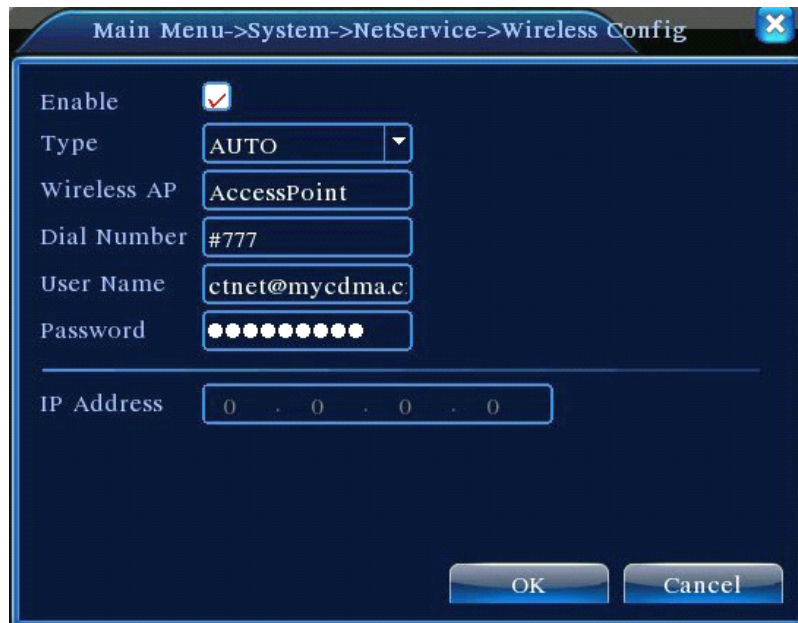 Main Menu->System->NetService->Wireless Config
Enable
Type AUTO
Wireless AP AccessPoint
Dial Number #777
User Name ctnet@mycdma.c
Password ●●●●●●●●●
IP Address 0 . 0 . 0 . 0
OK Cancel